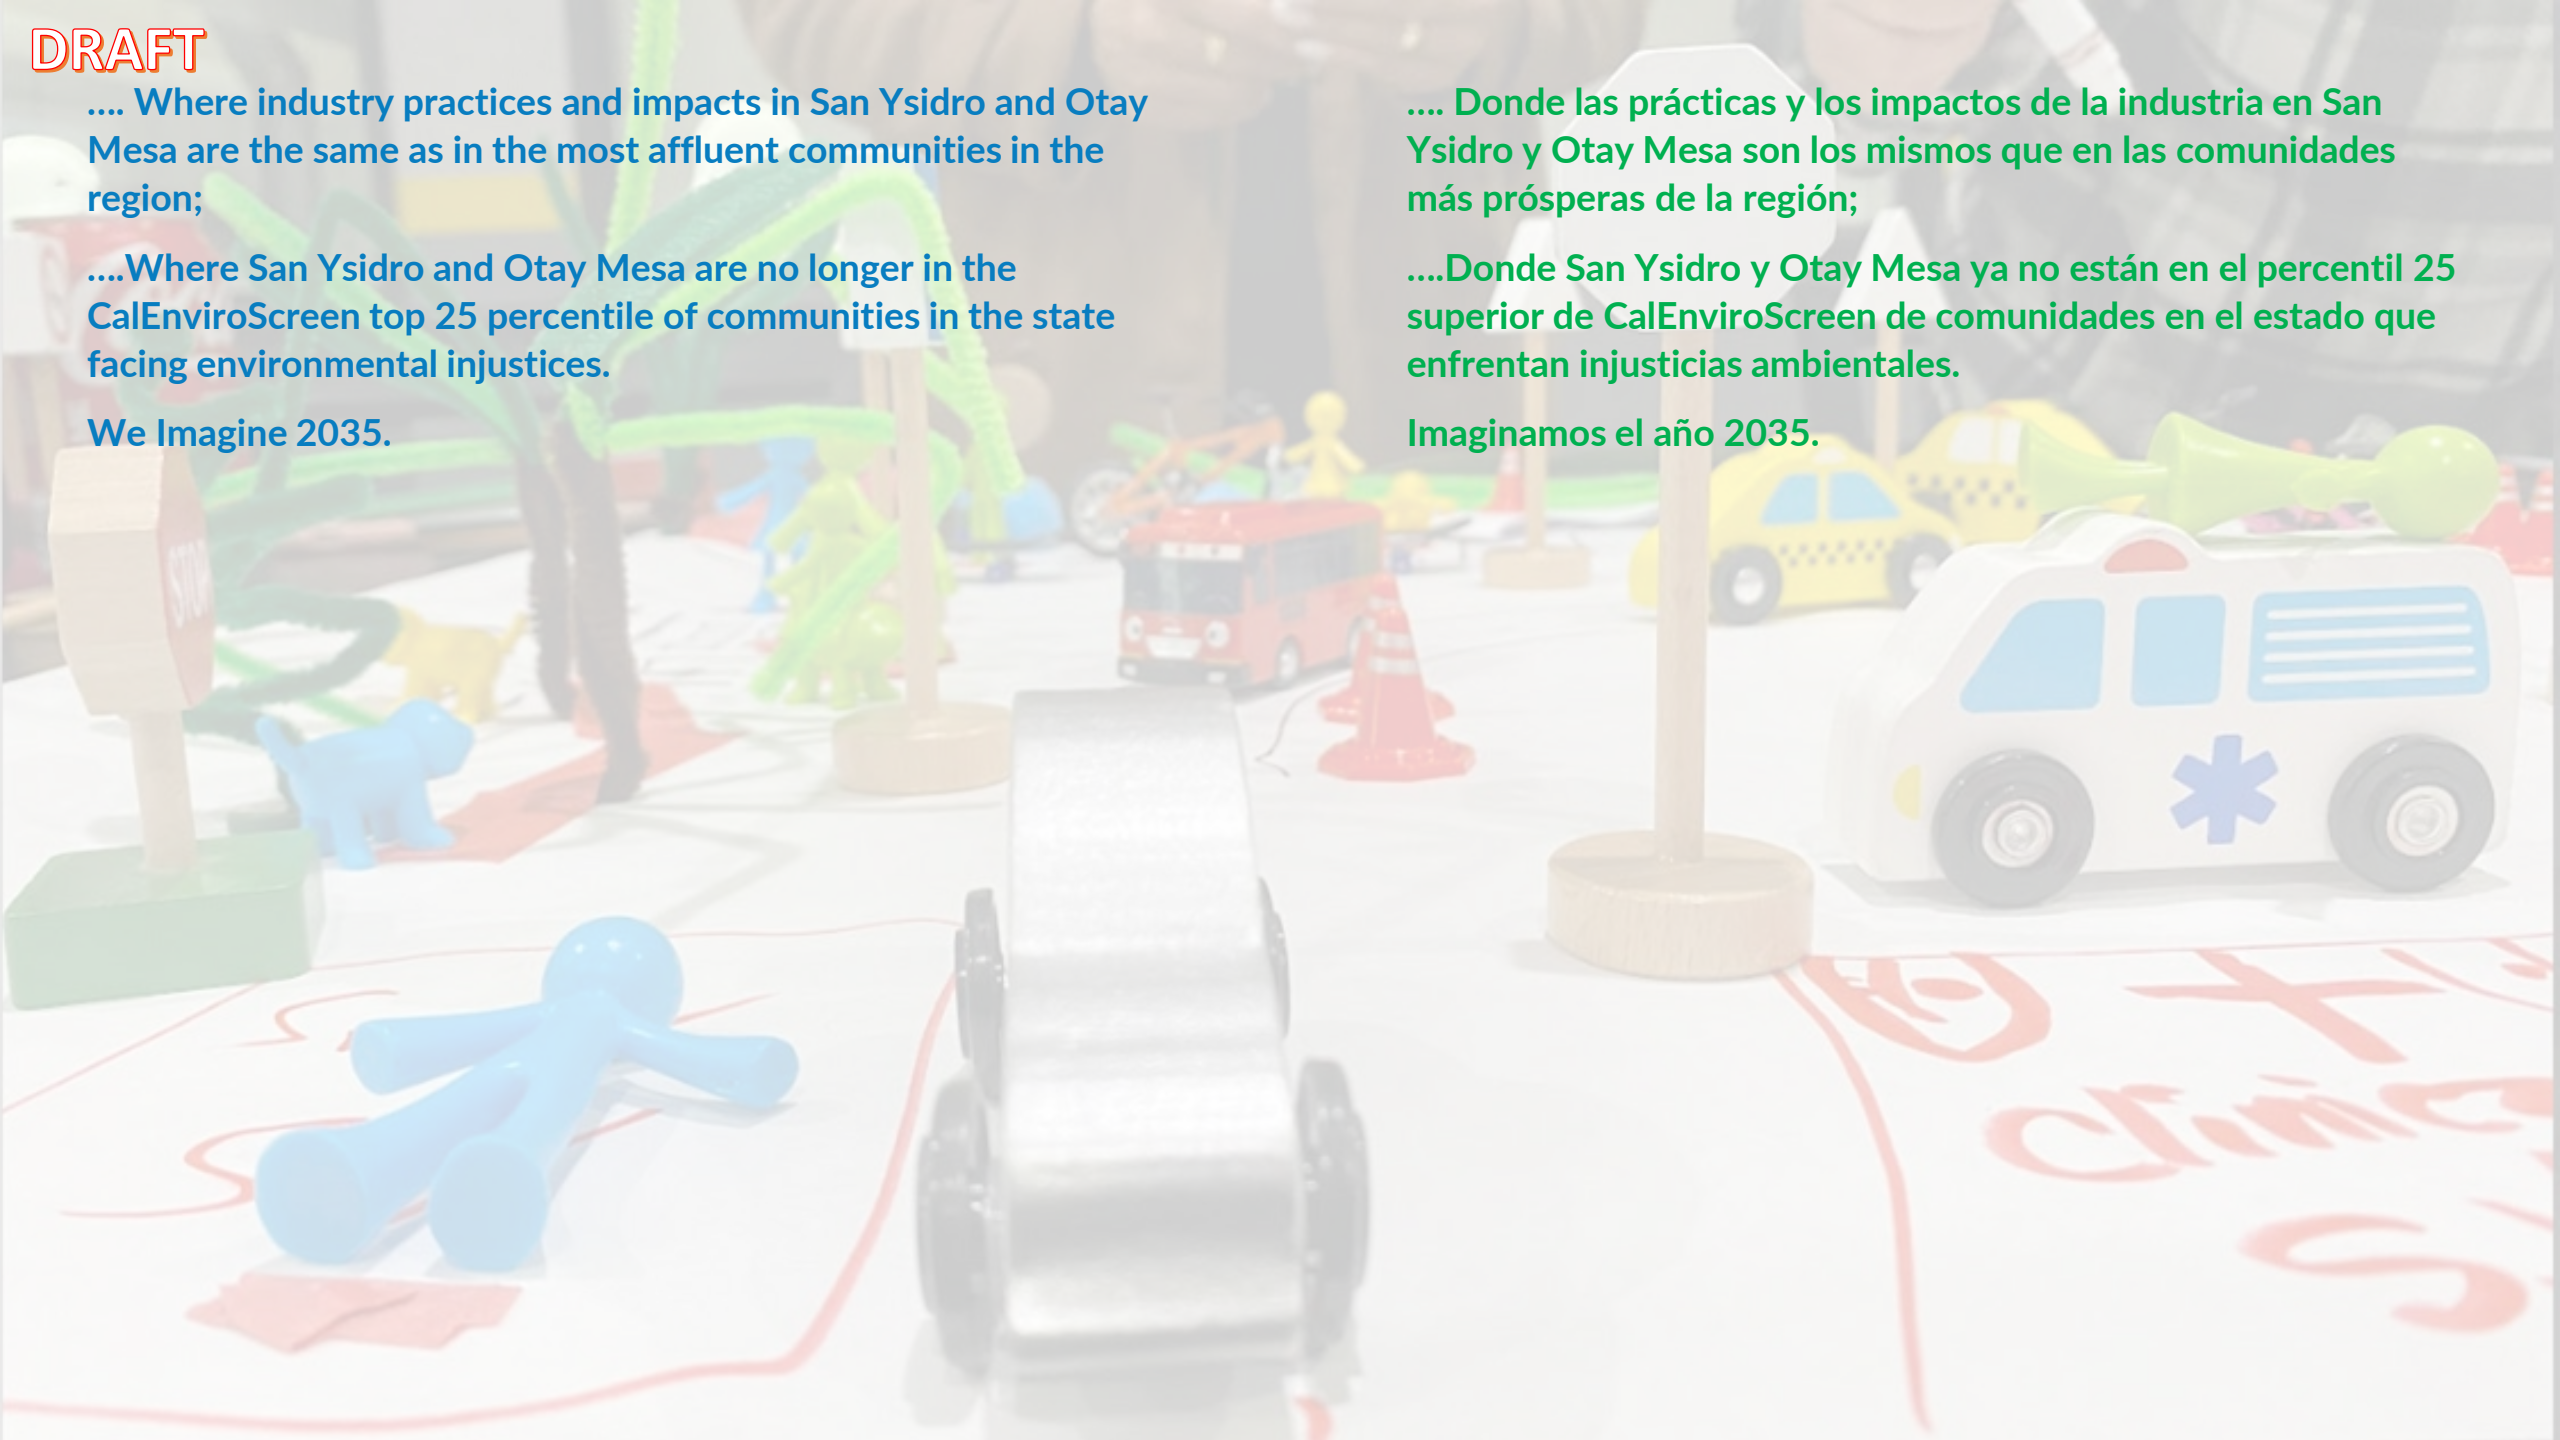 DRAFT
.... Where industry practices and impacts in San Ysidro and Otay
Mesa are the same as in the most affluent communities in the
region;
....Where San Ysidro and Otay Mesa are no longer in the
CalEnviroScreen top 25 percentile of communities in the state
facing environmental injustices.
We Imagine 2035.
.... Donde las prácticas y los impactos de la industria en San
Ysidro y Otay Mesa son los mismos que en las comunidades
más prósperas de la región;
....Donde San Ysidro y Otay Mesa ya no están en el percentil 25
superior de CalEnviroScreen de comunidades en el estado que
enfrentan injusticias ambientales.
Imaginamos el año 2035.
STOP